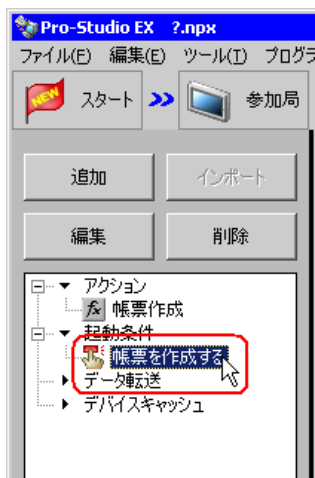 Pro-Studio EX ?.npx
ファイル(F) 編集(E) ツール(T) プログラ
NEW スタート >> 参加局
追加 インポート
編集 削除
アクション
fx 帳票作成
起動条件
帳票を作成する
データ転送
デバイスキャッシュ